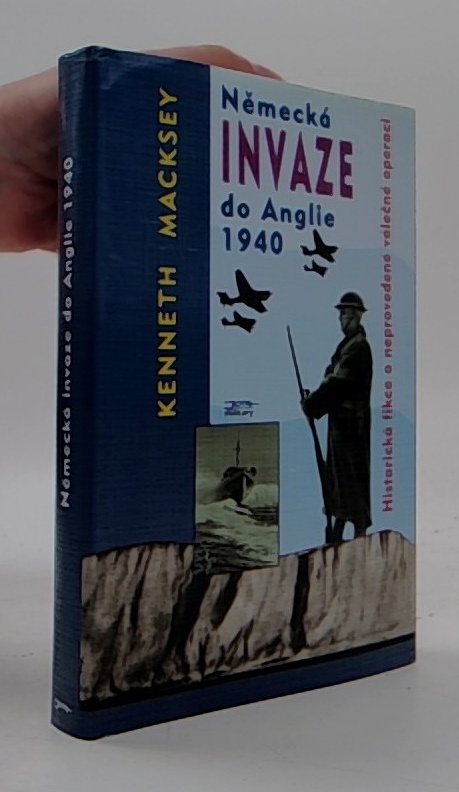 Německá invaze do Anglie 1940
KENNETH MACKSEY
Německá
INVAZE
do Anglie
1940
Historická fikce o neprovedené válečné operaci